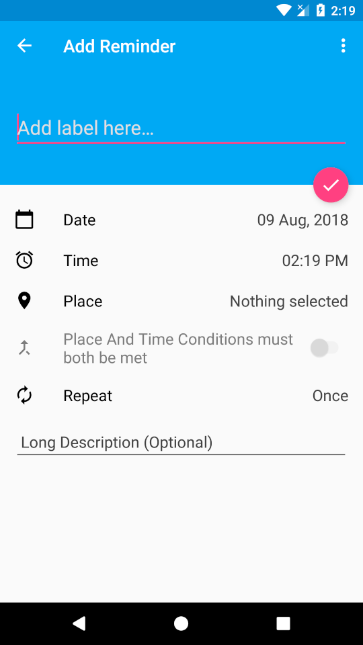 2:19
Add Reminder
Add label here...
Date
09 Aug, 2018
Time
02:19 PM
Place
Nothing selected
Place And Time Conditions must
both be met
Repeat
Once
Long Description (Optional)